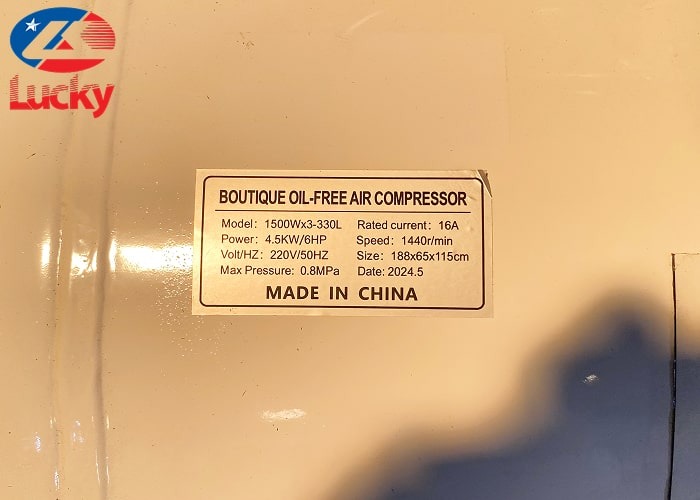 Lucky
BOUTIQUE OIL-FREE AIR COMPRESSOR
Model: 1500Wx3-330L Rated current: 16A
Power: 4.5KW/6HP Speed: 1440r/min
Volt/HZ: 220V/50HZ Size: 188x65x115cm
Max Pressure: 0.8MPa Date: 2024.5
MADE IN CHINA